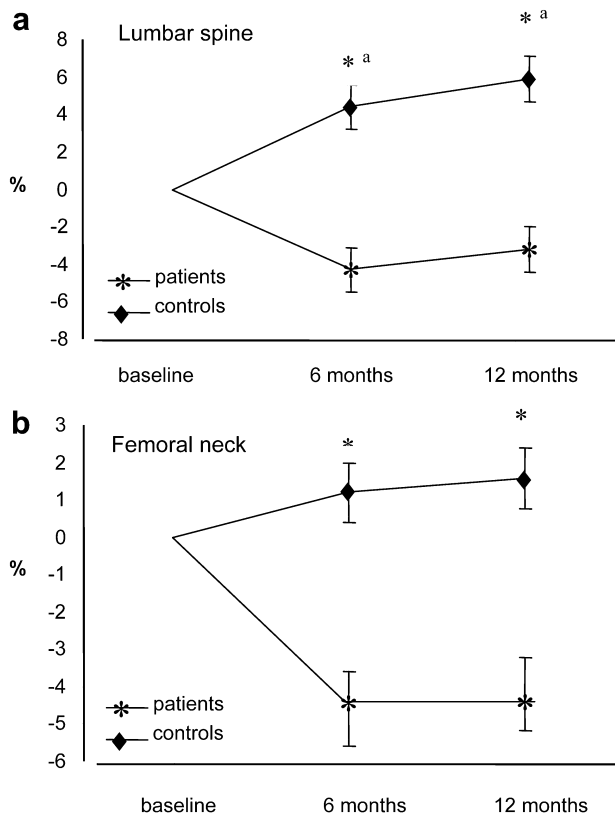 a
Lumbar spine
* a
* a
8
6
4
2
0
-2
-4
-6
-8
%
patients
controls
baseline 6 months 12 months
b
Femoral neck
*
*
3
2
1
0
-1
-2
-3
-4
-5
-6
%
patients
controls
baseline 6 months 12 months